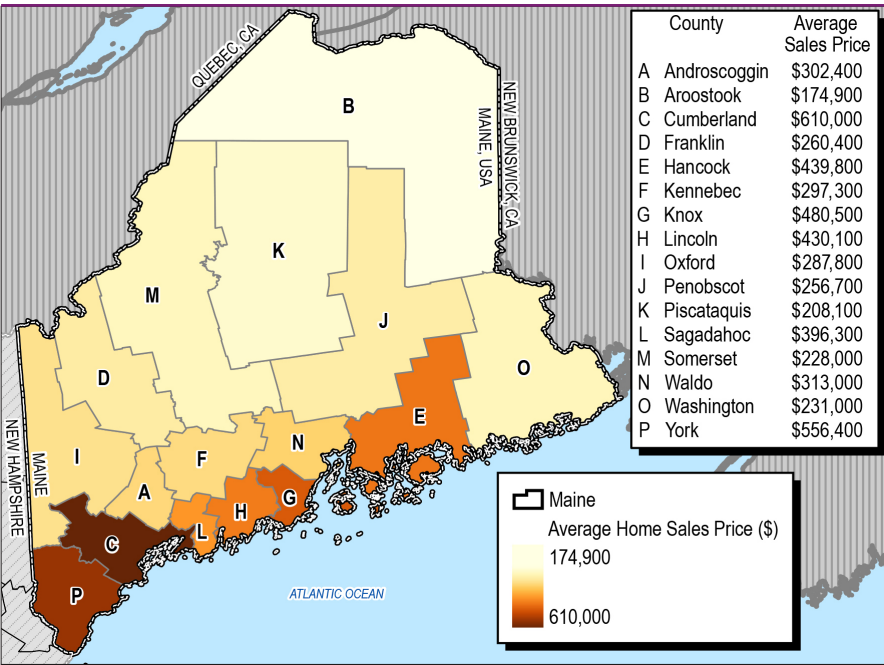 QUEBEC, CA
NEW BRUNSWICK, CA
MAINE, USA
B
K
M
J
D
O
E
I
F
N
A
G
H
L
C
P
MAINE
NEW HAMPSHIRE
ATLANTIC OCEAN
County Average
Sales Price
A Androscoggin $302,400
B Aroostook $174,900
C Cumberland $610,000
D Franklin $260,400
E Hancock $439,800
F Kennebec $297,300
G Knox $480,500
H Lincoln $430,100
I Oxford $287,800
J Penobscot $256,700
K Piscataquis $208,100
L Sagadahoc $396,300
M Somerset $228,000
N Waldo $313,000
O Washington $231,000
P York $556,400
Maine
Average Home Sales Price ($)
174,900
610,000